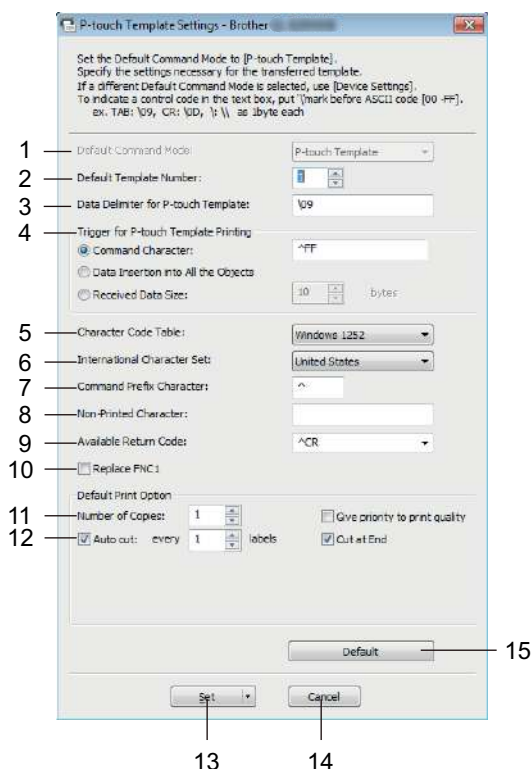 P-touch Template Settings - Brother
Set the Default Command Mode to [P-touch Template].
Specify the settings necessary for the transferred template.
If a different Default Command Mode is selected, use [Device Settings].
To indicate a control code in the text box, put '\'mark before ASCII code [00 -FF].
ex. TAB: \09, CR: \0D, \: \\ as 1byte each
1 Default Command Mode: P-touch Template
2 Default Template Number: 1
3 Data Delimiter for P-touch Template: \09
4 Trigger for P-touch Template Printing
Command Character: ^FF
Data Insertion into All the Objects
Received Data Size: 10 bytes
5 Character Code Table: Windows 1252
6 International Character Set: United States
7 Command Prefix Character: ^
8 Non-Printed Character:
9 Available Return Code: ^CR
10 Replace FNC1
Default Print Option
11 Number of Copies: 1 Give priority to print quality
12 Auto cut: every 1 labels Cut at End
Default 15
Set Cancel
13 14